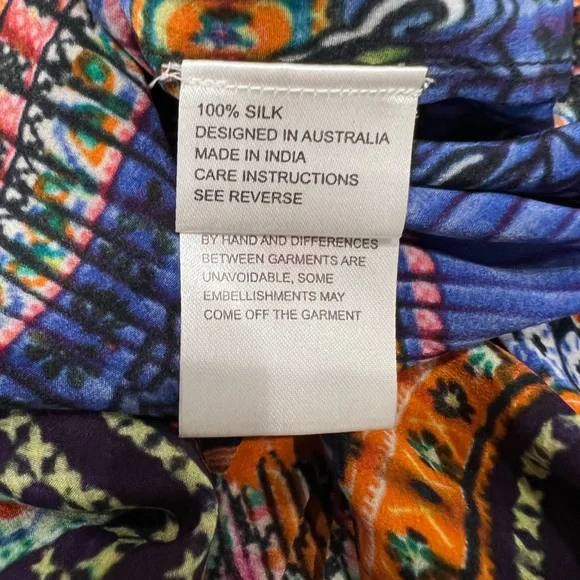 100% SILK
DESIGNED IN AUSTRALIA
MADE IN INDIA
CARE INSTRUCTIONS
SEE REVERSE
BY HAND AND DIFFERENCES
BETWEEN GARMENTS ARE
UNAVOIDABLE, SOME
EMBELLISHMENTS MAY
COME OFF THE GARMENT